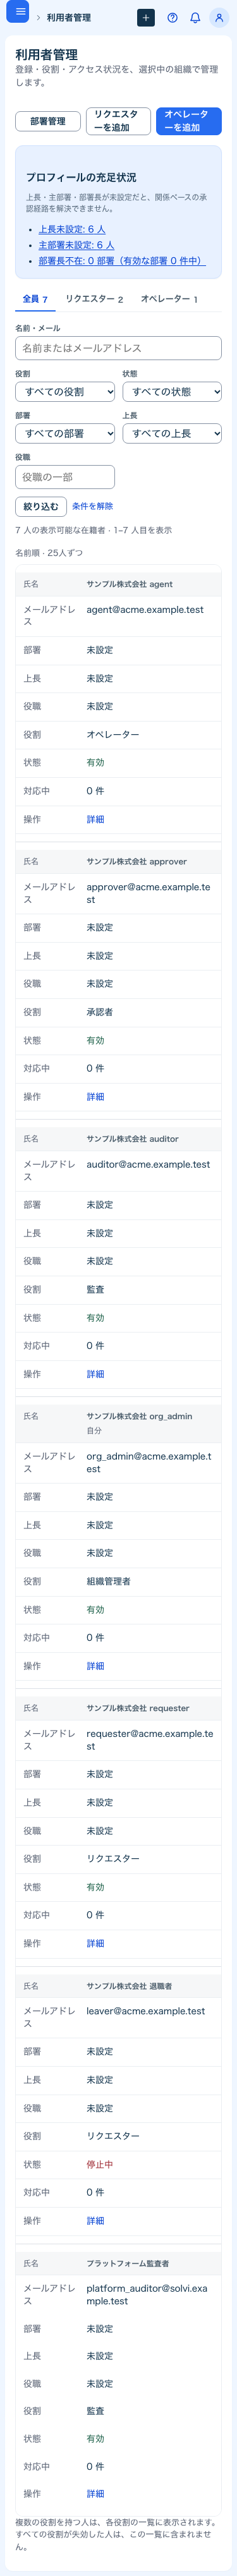 利用者管理
利用者管理
登録・役割・アクセス状況を、選択中の組織で管理
します。
部署管理
リクエスタ
ーを追加
オペレータ
ーを追加
プロフィールの充足状況
上長・主部署・部署長が未設定だと、関係ベースの承
認経路を解決できません。
上長未設定: 6 人
主部署未設定: 6 人
部署長不在: 0 部署（有効な部署 0 件中）
全員 7 リクエスター 2 オペレーター 1
名前・メール
名前またはメールアドレス
役割 状態
すべての役割 すべての状態
部署 上長
すべての部署 すべての上長
役職
役職の一部
絞り込む 条件を解除
7 人の表示可能な在籍者 · 1–7 人目を表示
名前順 · 25人ずつ
氏名 サンプル株式会社 agent
メールアドレ agent@acme.example.test
ス
部署 未設定
上長 未設定
役職 未設定
役割 オペレーター
状態 有効
対応中 0 件
操作 詳細
氏名 サンプル株式会社 approver
メールアドレ approver@acme.example.te
ス st
部署 未設定
上長 未設定
役職 未設定
役割 承認者
状態 有効
対応中 0 件
操作 詳細
氏名 サンプル株式会社 auditor
メールアドレ auditor@acme.example.test
ス
部署 未設定
上長 未設定
役職 未設定
役割 監査
状態 有効
対応中 0 件
操作 詳細
氏名 サンプル株式会社 org_admin
自分
メールアドレ org_admin@acme.example.t
ス est
部署 未設定
上長 未設定
役職 未設定
役割 組織管理者
状態 有効
対応中 0 件
操作 詳細
氏名 サンプル株式会社 requester
メールアドレ requester@acme.example.te
ス st
部署 未設定
上長 未設定
役職 未設定
役割 リクエスター
状態 有効
対応中 0 件
操作 詳細
氏名 サンプル株式会社 退職者
メールアドレ leaver@acme.example.test
ス
部署 未設定
上長 未設定
役職 未設定
役割 リクエスター
状態 停止中
対応中 0 件
操作 詳細
氏名 プラットフォーム監査者
メールアドレ platform_auditor@solvi.exa
ス mple.test
部署 未設定
上長 未設定
役職 未設定
役割 監査
状態 有効
対応中 0 件
操作 詳細
複数の役割を持つ人は、各役割の一覧に表示されます。
すべての役割が失効した人は、この一覧に含まれませ
ん。